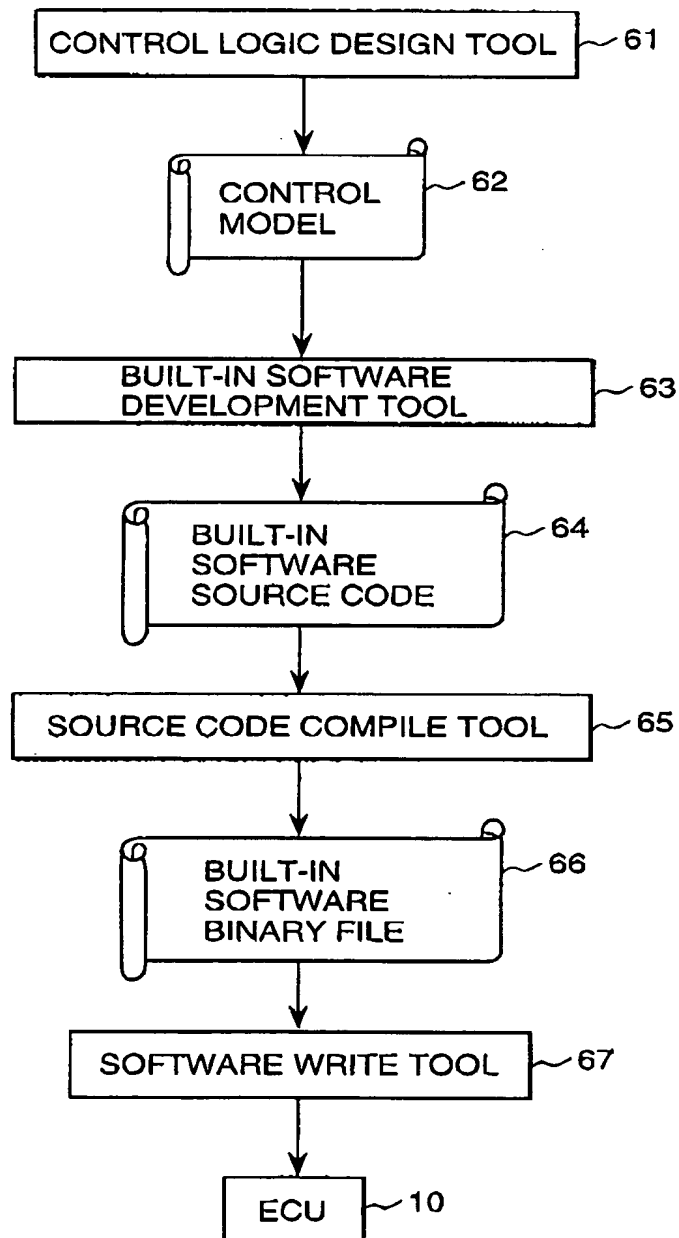 CONTROL LOGIC DESIGN TOOL 61
CONTROL
MODEL
62
BUILT-IN SOFTWARE
DEVELOPMENT TOOL
63
BUILT-IN
SOFTWARE
SOURCE CODE
64
SOURCE CODE COMPILE TOOL 65
BUILT-IN
SOFTWARE
BINARY FILE
66
SOFTWARE WRITE TOOL 67
ECU 10